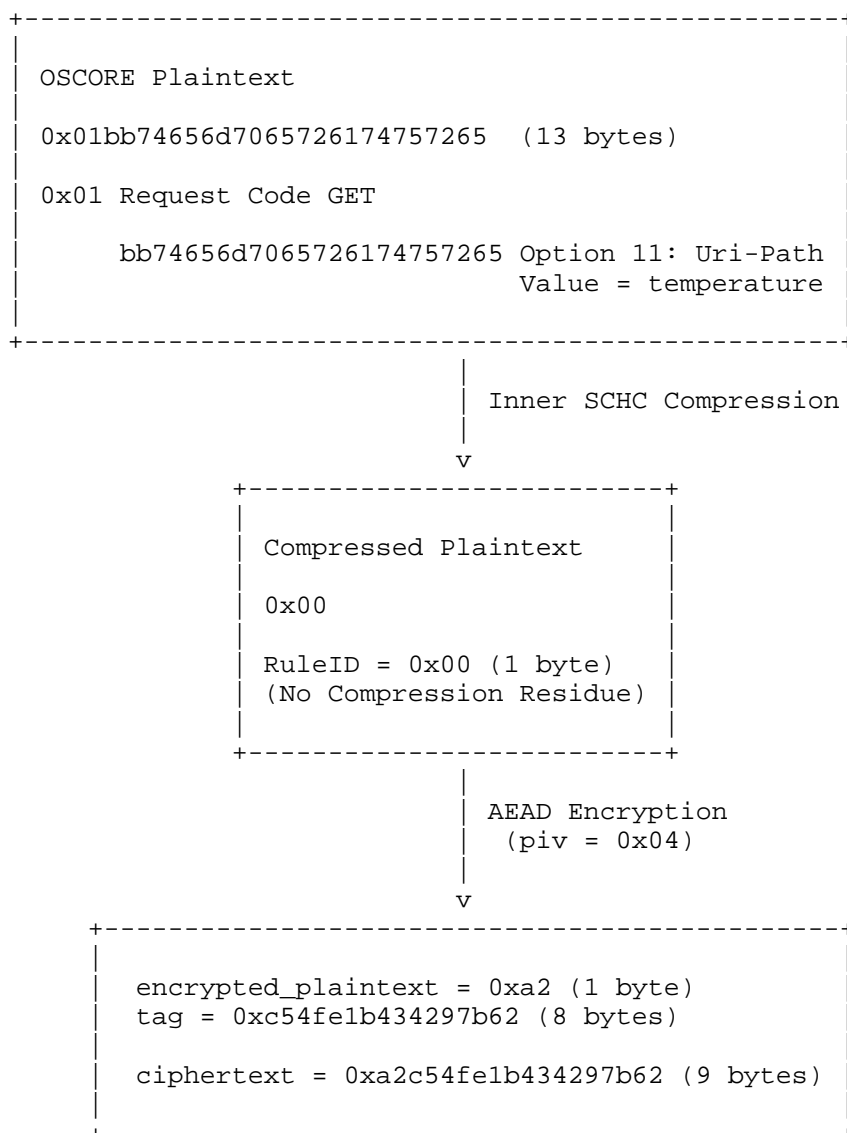 OSCORE Plaintext
0x01bb74656d7065726174757265 (13 bytes)
0x01 Request Code GET
bb74656d7065726174757265 Option 11: Uri-Path
Value = temperature
Inner SCHC Compression
v
Compressed Plaintext
0x00
RuleID = 0x00 (1 byte)
(No Compression Residue)
AEAD Encryption
(piv = 0x04)
v
encrypted_plaintext = 0xa2 (1 byte)
tag = 0xc54fe1b434297b62 (8 bytes)
ciphertext = 0xa2c54fe1b434297b62 (9 bytes)